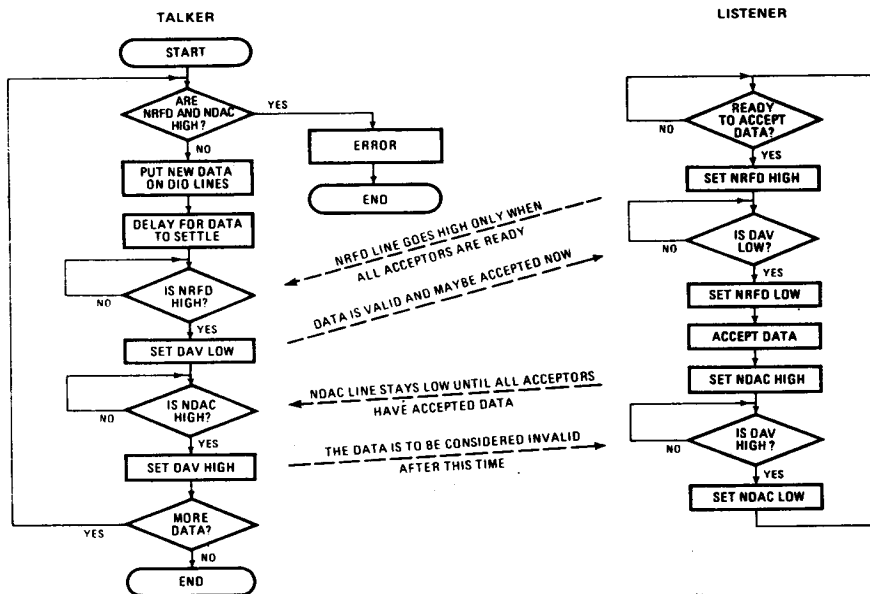 TALKER
START
ARE
NRFD AND NDAC
HIGH?
YES
NO
ERROR
END
PUT NEW DATA
ON DIO LINES
DELAY FOR DATA
TO SETTLE
IS NRFD
HIGH?
NO
YES
SET DAV LOW
IS NDAC
HIGH?
NO
YES
SET DAV HIGH
MORE
DATA?
YES
NO
END
NRFD LINE GOES HIGH ONLY WHEN
ALL ACCEPTORS ARE READY
DATA IS VALID AND MAYBE ACCEPTED NOW
NDAC LINE STAYS LOW UNTIL ALL ACCEPTORS
HAVE ACCEPTED DATA
THE DATA IS TO BE CONSIDERED INVALID
AFTER THIS TIME
LISTENER
READY
TO ACCEPT
DATA?
NO
YES
SET NRFD HIGH
IS DAV
LOW?
NO
YES
SET NRFD LOW
ACCEPT DATA
SET NDAC HIGH
IS DAV
HIGH?
NO
YES
SET NDAC LOW